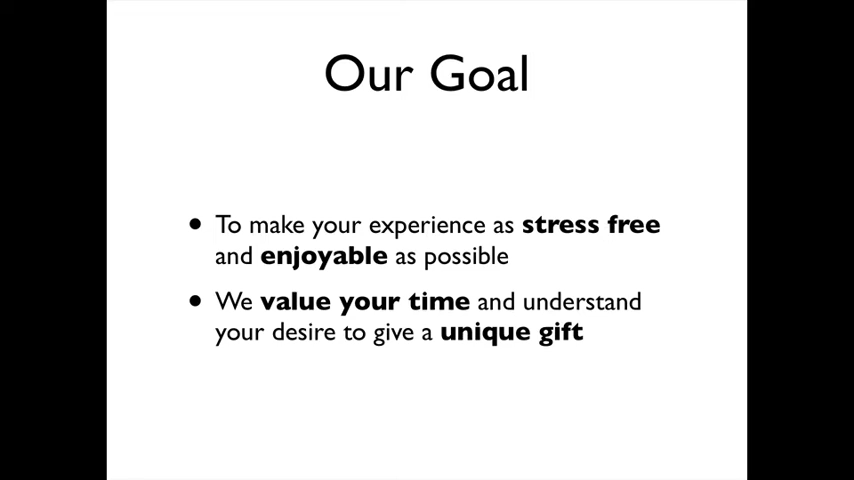 Our Goal
• To make your experience as stress free
and enjoyable as possible
• We value your time and understand
your desire to give a unique gift